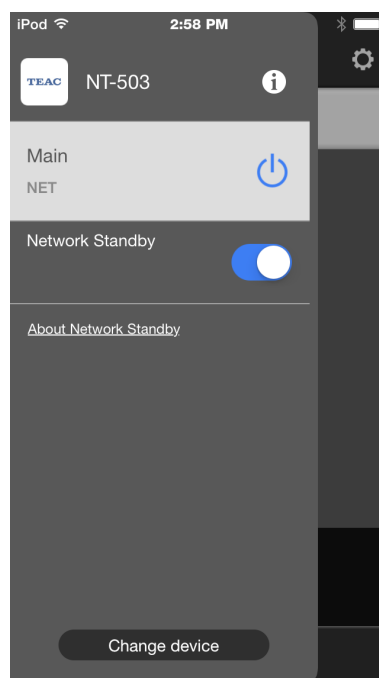 iPod 2:58 PM
TEAC NT-503
Main
NET
Network Standby
About Network Standby
Change device